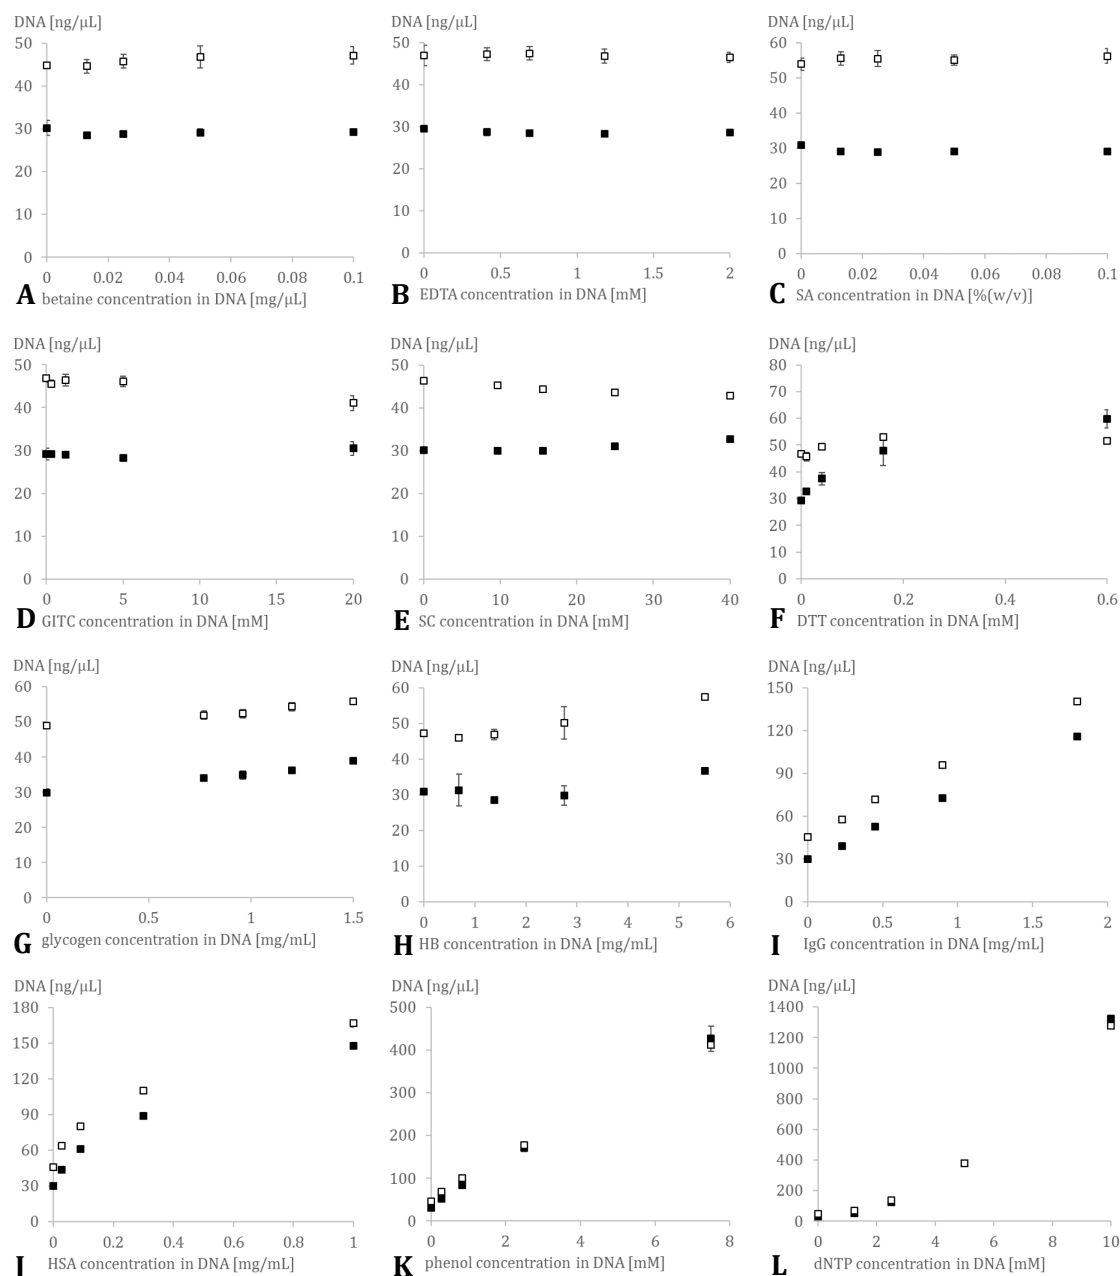 DNA [ng/µL]
50
40
30
20
10
0
0 0.02 0.04 0.06 0.08 0.1
A betaine concentration in DNA [mg/µL]
DNA [ng/µL]
50
40
30
20
10
0
0 0.5 1 1.5 2
B EDTA concentration in DNA [mM]
DNA [ng/µL]
60
50
40
30
20
10
0
0 0.02 0.04 0.06 0.08 0.1
C SA concentration in DNA [%(w/v)]
DNA [ng/µL]
50
40
30
20
10
0
0 5 10 15 20
D GITC concentration in DNA [mM]
DNA [ng/µL]
50
40
30
20
10
0
0 10 20 30 40
E SC concentration in DNA [mM]
DNA [ng/µL]
80
70
60
50
40
30
20
10
0
0 0.2 0.4 0.6
F DTT concentration in DNA [mM]
DNA [ng/µL]
60
50
40
30
20
10
0
0 0.5 1 1.5
G glycogen concentration in DNA [mg/mL]
DNA [ng/µL]
60
50
40
30
20
10
0
0 1 2 3 4 5 6
H HB concentration in DNA [mg/mL]
DNA [ng/µL]
150
120
90
60
30
0
0 0.5 1 1.5 2
I IgG concentration in DNA [mg/mL]
DNA [ng/µL]
180
150
120
90
60
30
0
0 0.2 0.4 0.6 0.8 1
J HSA concentration in DNA [mg/mL]
DNA [ng/µL]
500
400
300
200
100
0
0 2 4 6 8
K phenol concentration in DNA [mM]
DNA [ng/µL]
1400
1200
1000
800
600
400
200
0
0 2 4 6 8 10
L dNTP concentration in DNA [mM]